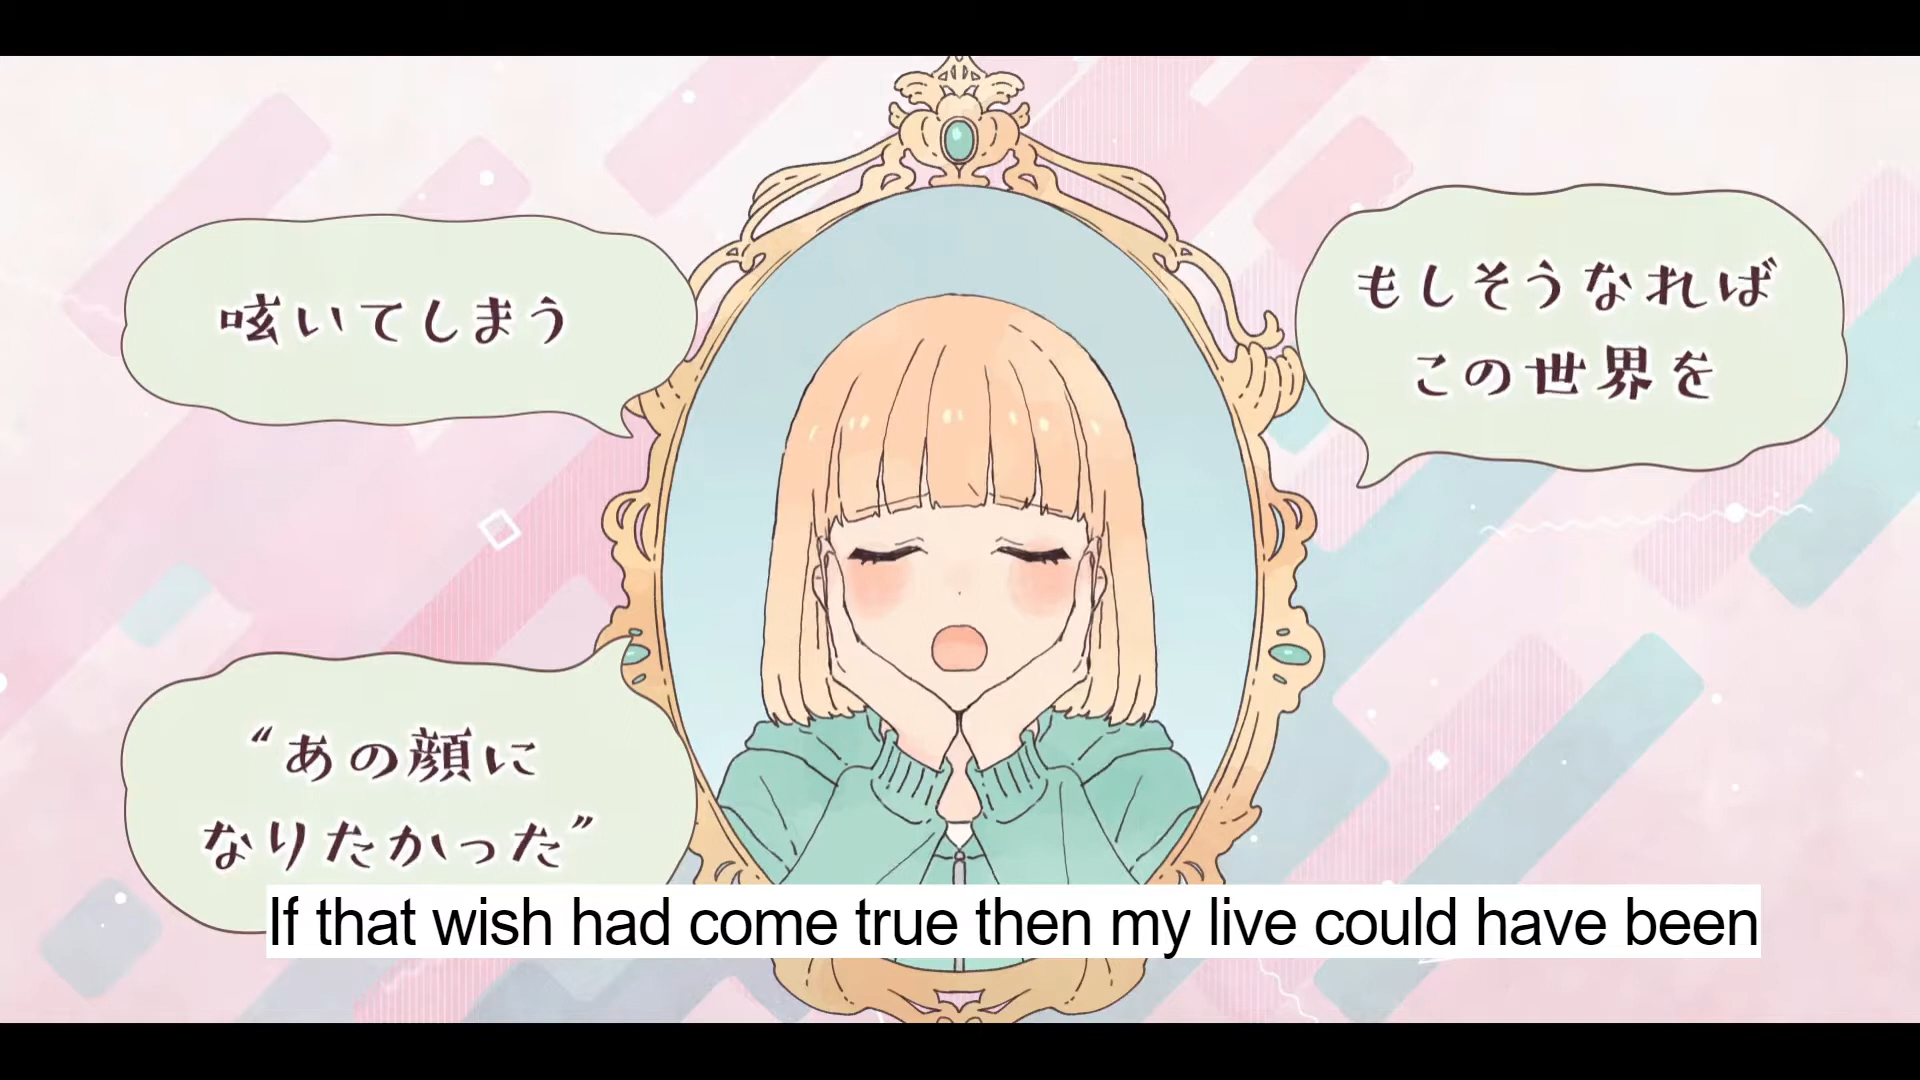 呟いてしまう
“あの顔に
なりたかった”
もしそうなれば
この世界を
If that wish had come true then my live could have been